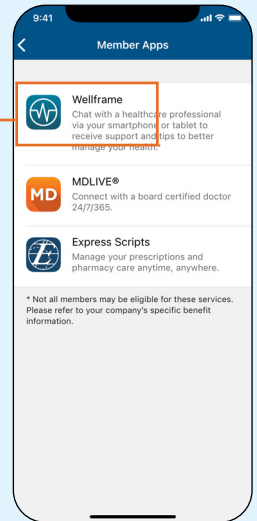 9:41
Member Apps
Wellframe
Chat with a healthcare professional
via your smartphone or tablet to
receive support and tips to better
manage your health.
MD
MDLIVE®
Connect with a board certified doctor
24/7/365.
Express Scripts
Manage your prescriptions and
pharmacy care anytime, anywhere.
* Not all members may be eligible for these services.
Please refer to your company's specific benefit
information.